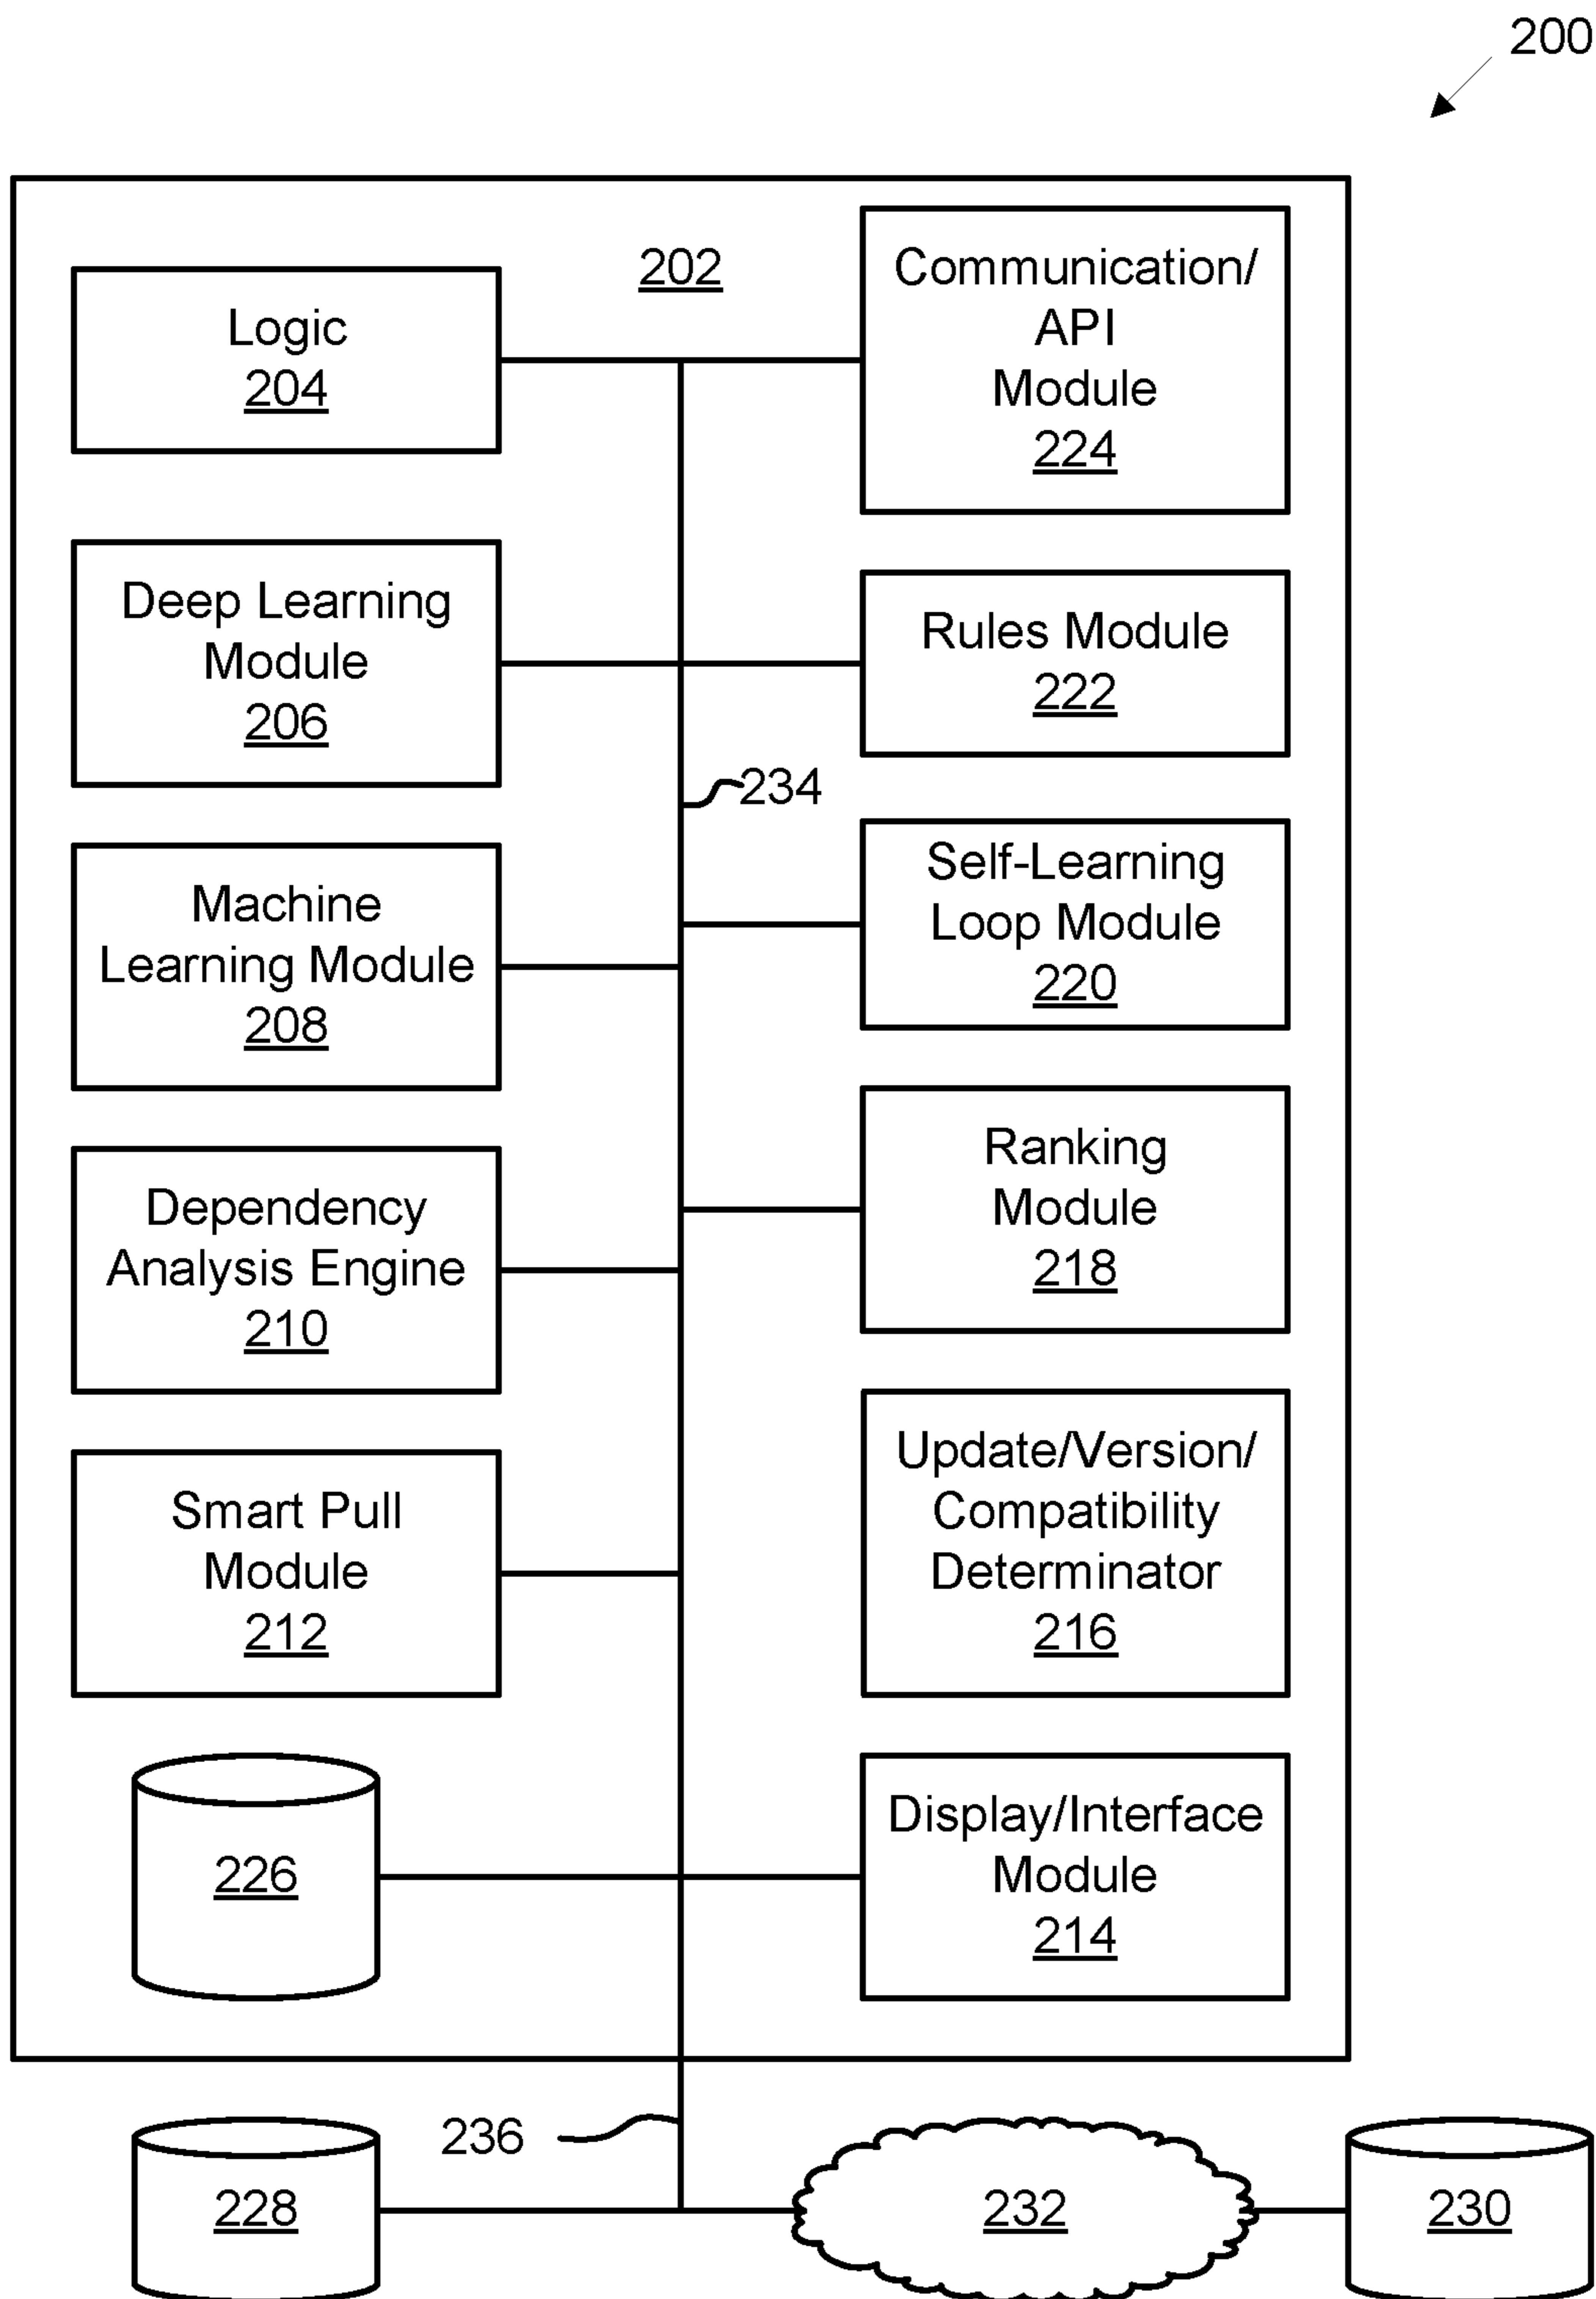 200
202
Logic
204
Communication/
API
Module
224
Deep Learning
Module
206
Rules Module
222
234
Machine
Learning Module
208
Self-Learning
Loop Module
220
Dependency
Analysis Engine
210
Ranking
Module
218
Smart Pull
Module
212
Update/Version/
Compatibility
Determinator
216
226
Display/Interface
Module
214
236
228
232
230